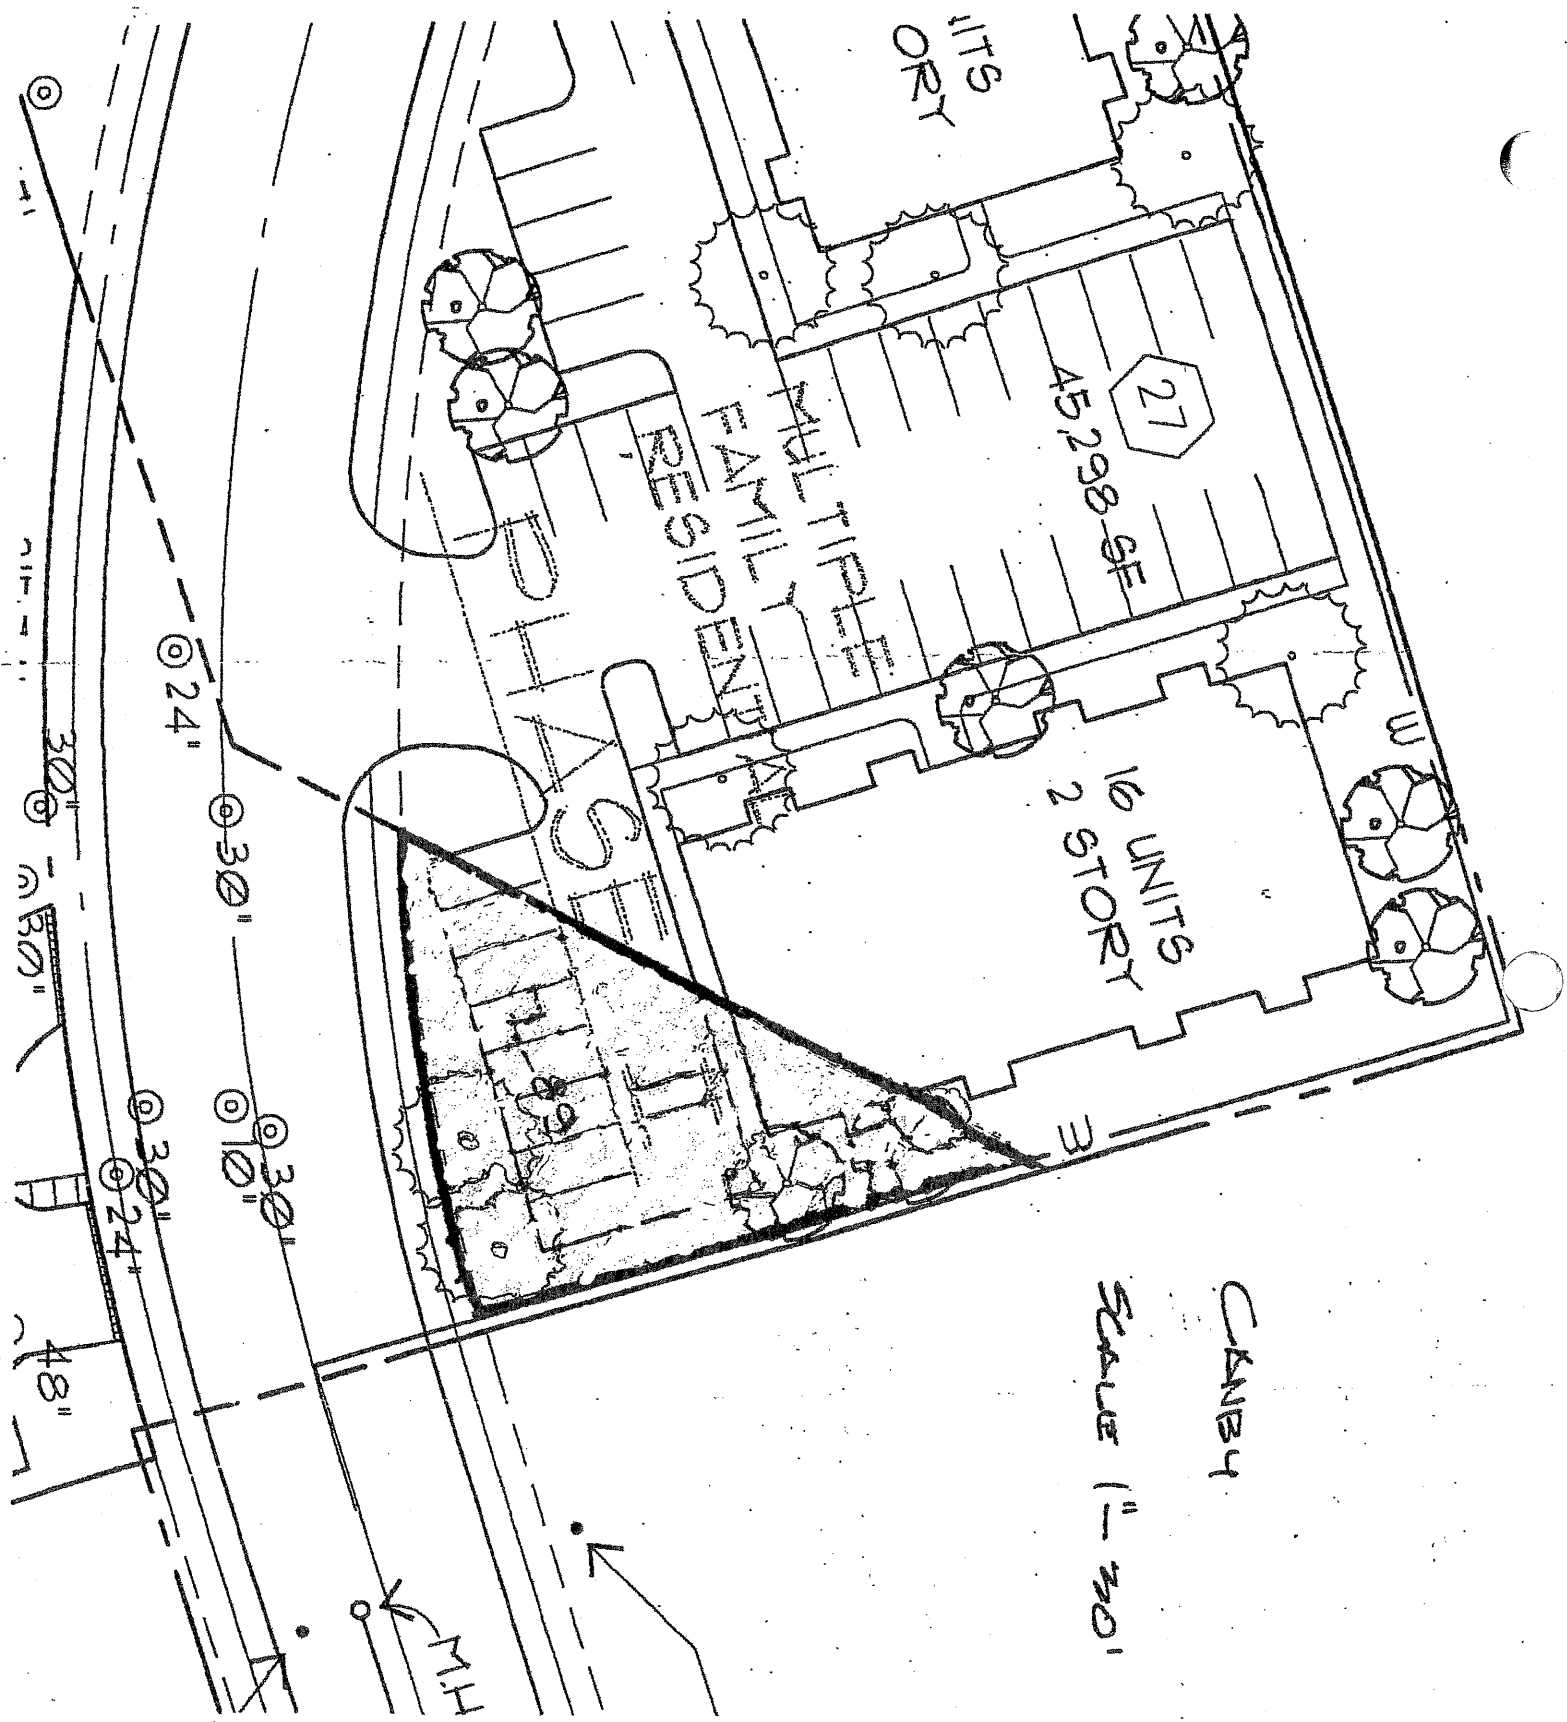 CANBY
SCALE 1"- 30'
ITS
ORY
27
45,298 SF
MULTIPLE
FAMILY
RESIDENTIAL
PHASE II
16 UNITS
2 STORY
W
W
68
24"
30"
30"
30"
10"
30"
30"
24"
48"
M.H